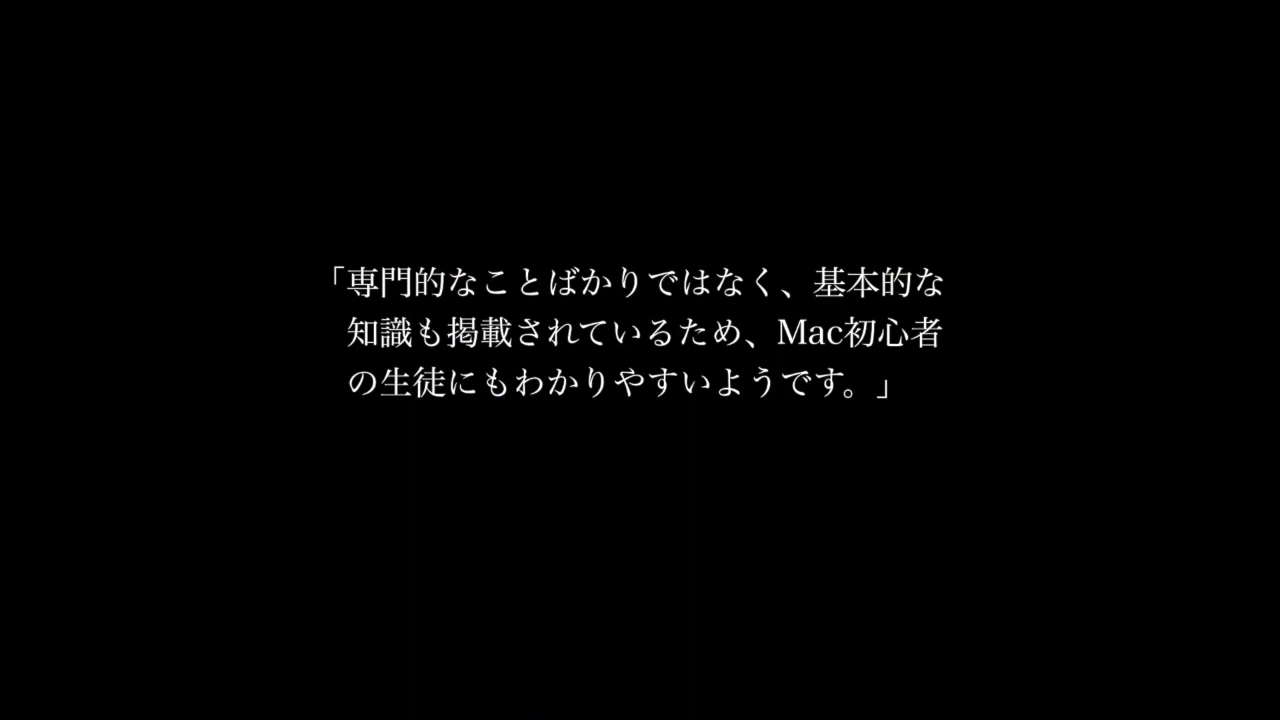 「専門的なことばかりではなく、基本的な
知識も掲載されているため、Mac初心者
の生徒にもわかりやすいようです。」